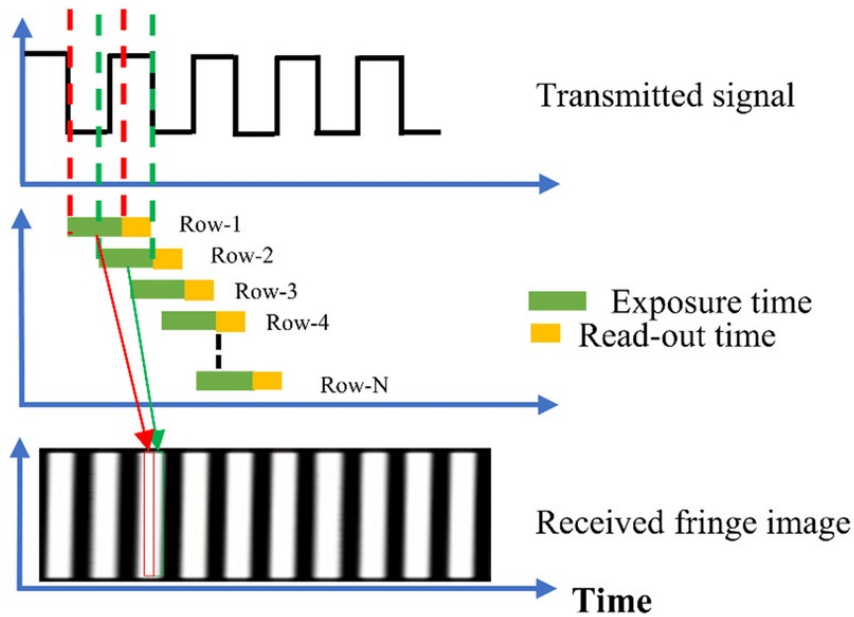 Transmitted signal
Row-1
Row-2
Row-3
Row-4
Row-N
Exposure time
Read-out time
Received fringe image
Time